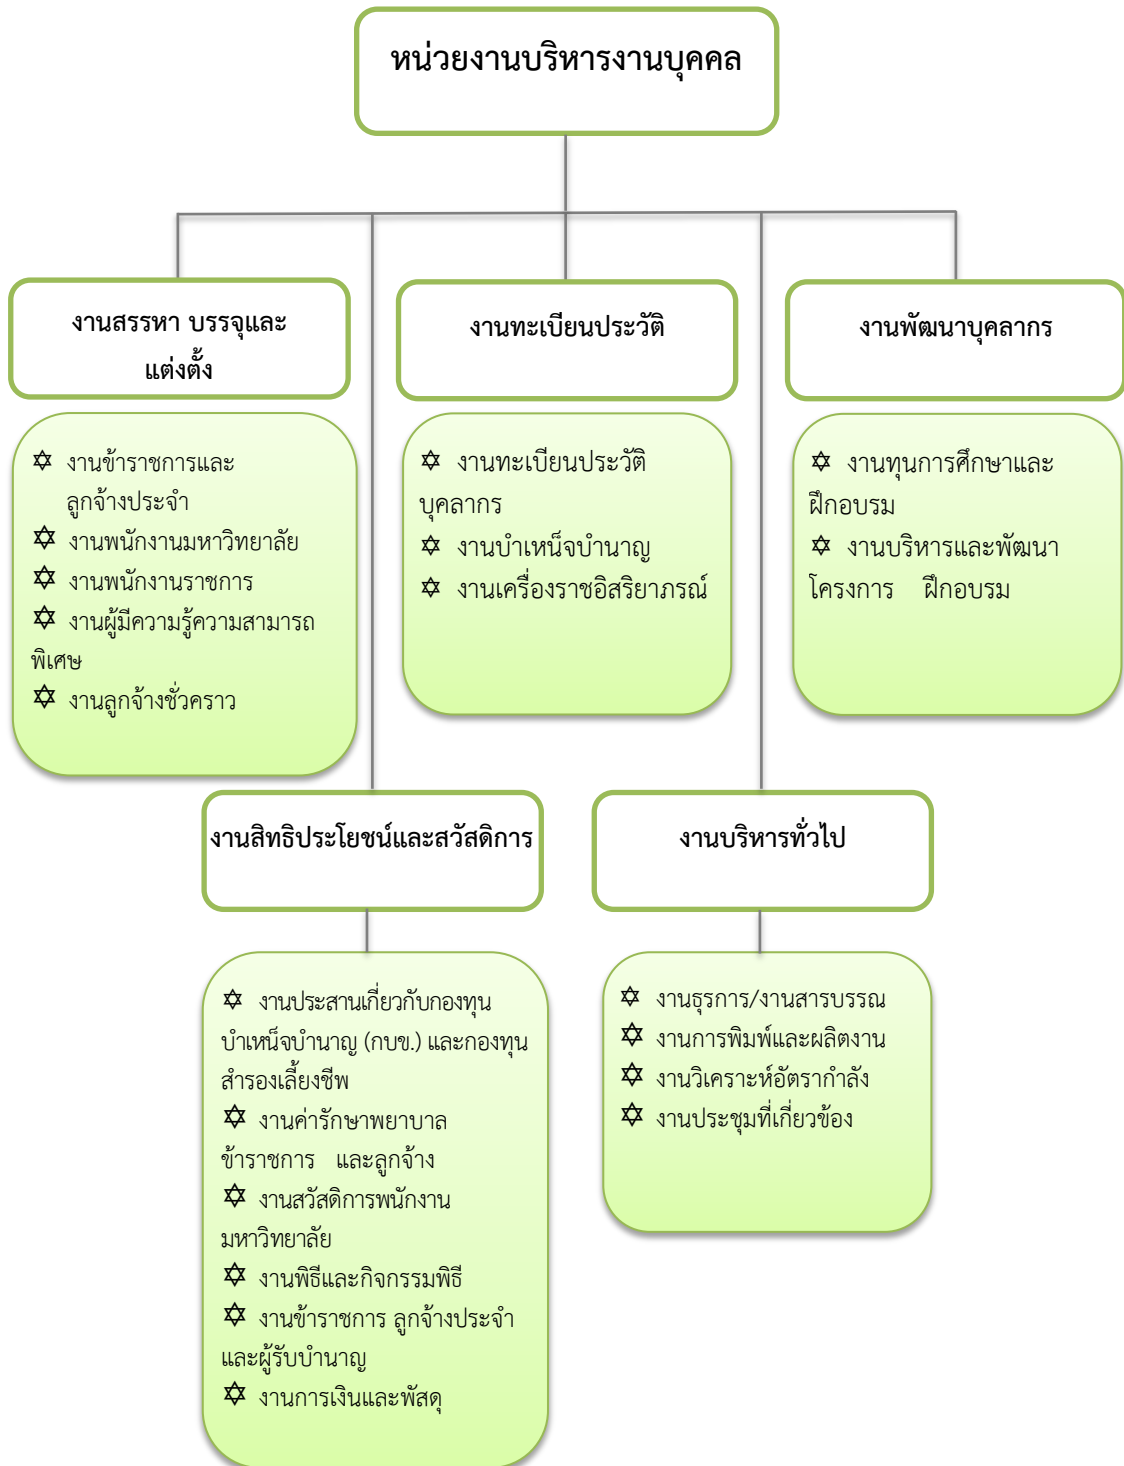 หน่วยงานบริหารงานบุคคล
งานสรรหา บรรจุและ
แต่งตั้ง
✡ งานข้าราชการและ
ลูกจ้างประจำ
✡ งานพนักงานมหาวิทยาลัย
✡ งานพนักงานราชการ
✡ งานผู้มีความรู้ความสามารถ
พิเศษ
✡ งานลูกจ้างชั่วคราว
งานทะเบียนประวัติ
✡ งานทะเบียนประวัติ
บุคลากร
✡ งานบำเหน็จบำนาญ
✡ งานเครื่องราชอิสริยาภรณ์
งานพัฒนาบุคลากร
✡ งานทุนการศึกษาและ
ฝึกอบรม
✡ งานบริหารและพัฒนา
โครงการ ฝึกอบรม
งานสิทธิประโยชน์และสวัสดิการ
✡ งานประสานเกี่ยวกับกองทุน
บำเหน็จบำนาญ (กบข.) และกองทุน
สำรองเลี้ยงชีพ
✡ งานค่ารักษาพยาบาล
ข้าราชการ และลูกจ้าง
✡ งานสวัสดิการพนักงาน
มหาวิทยาลัย
✡ งานพิธีและกิจกรรมพิธี
✡ งานข้าราชการ ลูกจ้างประจำ
และผู้รับบำนาญ
✡ งานการเงินและพัสดุ
งานบริหารทั่วไป
✡ งานธุรการ/งานสารบรรณ
✡ งานการพิมพ์และผลิตงาน
✡ งานวิเคราะห์อัตรากำลัง
✡ งานประชุมที่เกี่ยวข้อง